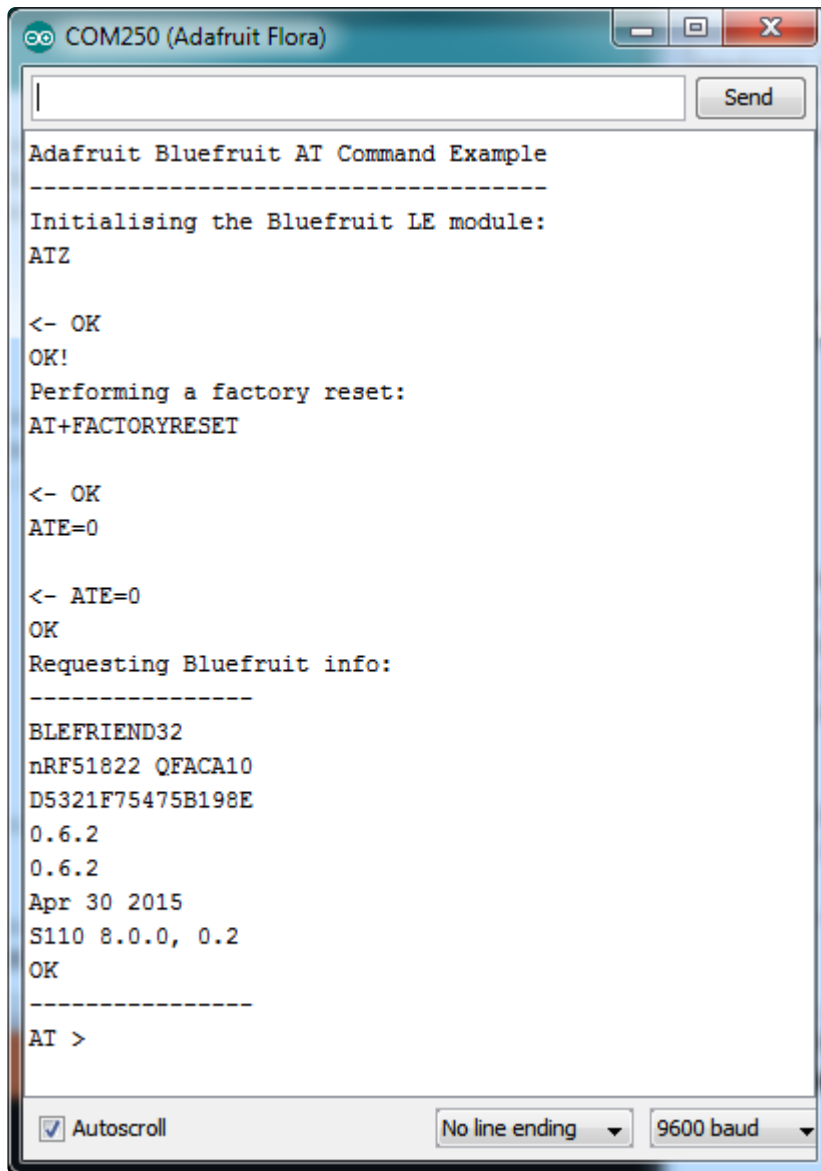 COM250 (Adafruit Flora)
Send
Adafruit Bluefruit AT Command Example
-------------------------------------
Initialising the Bluefruit LE module:
ATZ
<- OK
OK!
Performing a factory reset:
AT+FACTORYRESET
<- OK
ATE=0
<- ATE=0
OK
Requesting Bluefruit info:
----------------
BLEFRIEND32
nRF51822 QFACA10
D5321F75475B198E
0.6.2
0.6.2
Apr 30 2015
S110 8.0.0, 0.2
OK
----------------
AT >
Autoscroll
No line ending
9600 baud